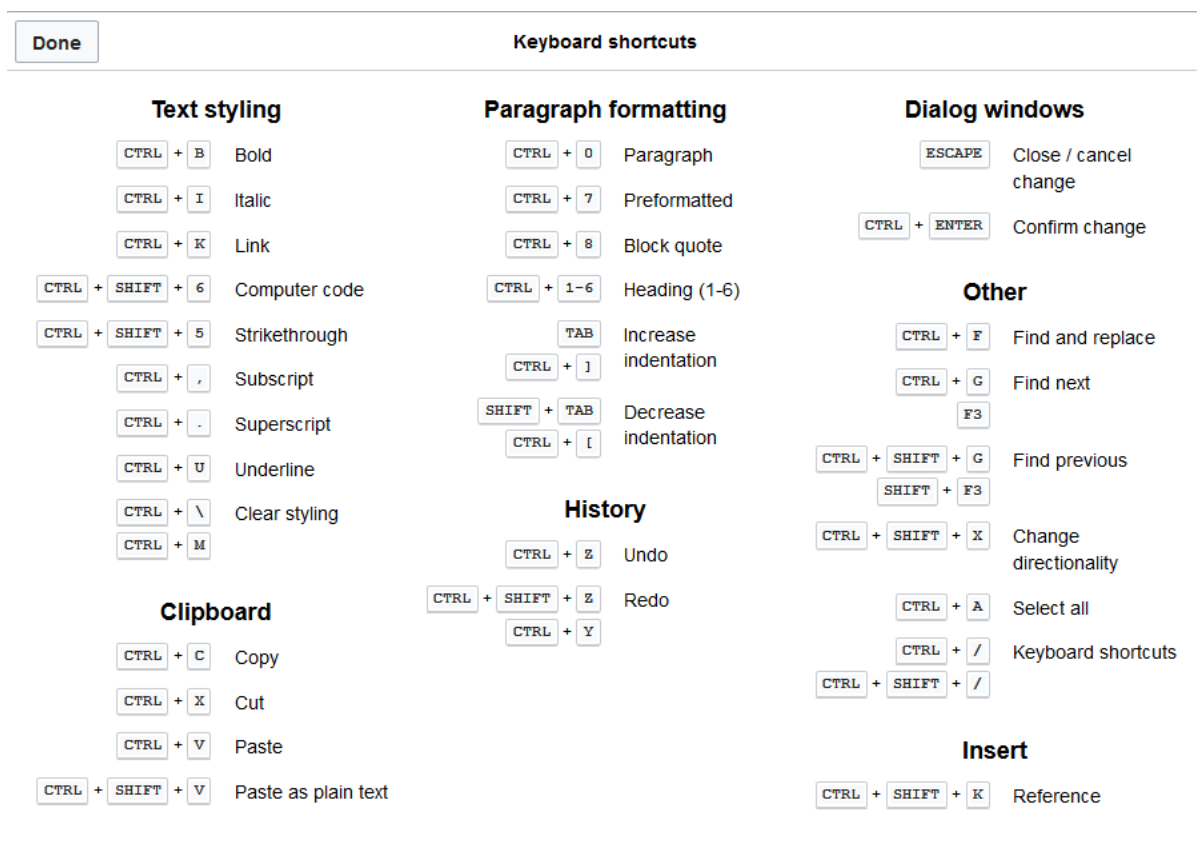 Done
Keyboard shortcuts
Text styling
CTRL + B Bold
CTRL + I Italic
CTRL + K Link
CTRL + SHIFT + 6 Computer code
CTRL + SHIFT + 5 Strikethrough
CTRL + , Subscript
CTRL + . Superscript
CTRL + U Underline
CTRL + \ Clear styling
CTRL + M
Clipboard
CTRL + C Copy
CTRL + X Cut
CTRL + V Paste
CTRL + SHIFT + V Paste as plain text
Paragraph formatting
CTRL + 0 Paragraph
CTRL + 7 Preformatted
CTRL + 8 Block quote
CTRL + 1-6 Heading (1-6)
TAB Increase
CTRL + ] indentation
SHIFT + TAB Decrease
CTRL + [ indentation
History
CTRL + Z Undo
CTRL + SHIFT + Z Redo
CTRL + Y
Dialog windows
ESCAPE Close / cancel
change
CTRL + ENTER Confirm change
Other
CTRL + F Find and replace
CTRL + G Find next
F3
CTRL + SHIFT + G Find previous
SHIFT + F3
CTRL + SHIFT + X Change
directionality
CTRL + A Select all
CTRL + / Keyboard shortcuts
CTRL + SHIFT + /
Insert
CTRL + SHIFT + K Reference